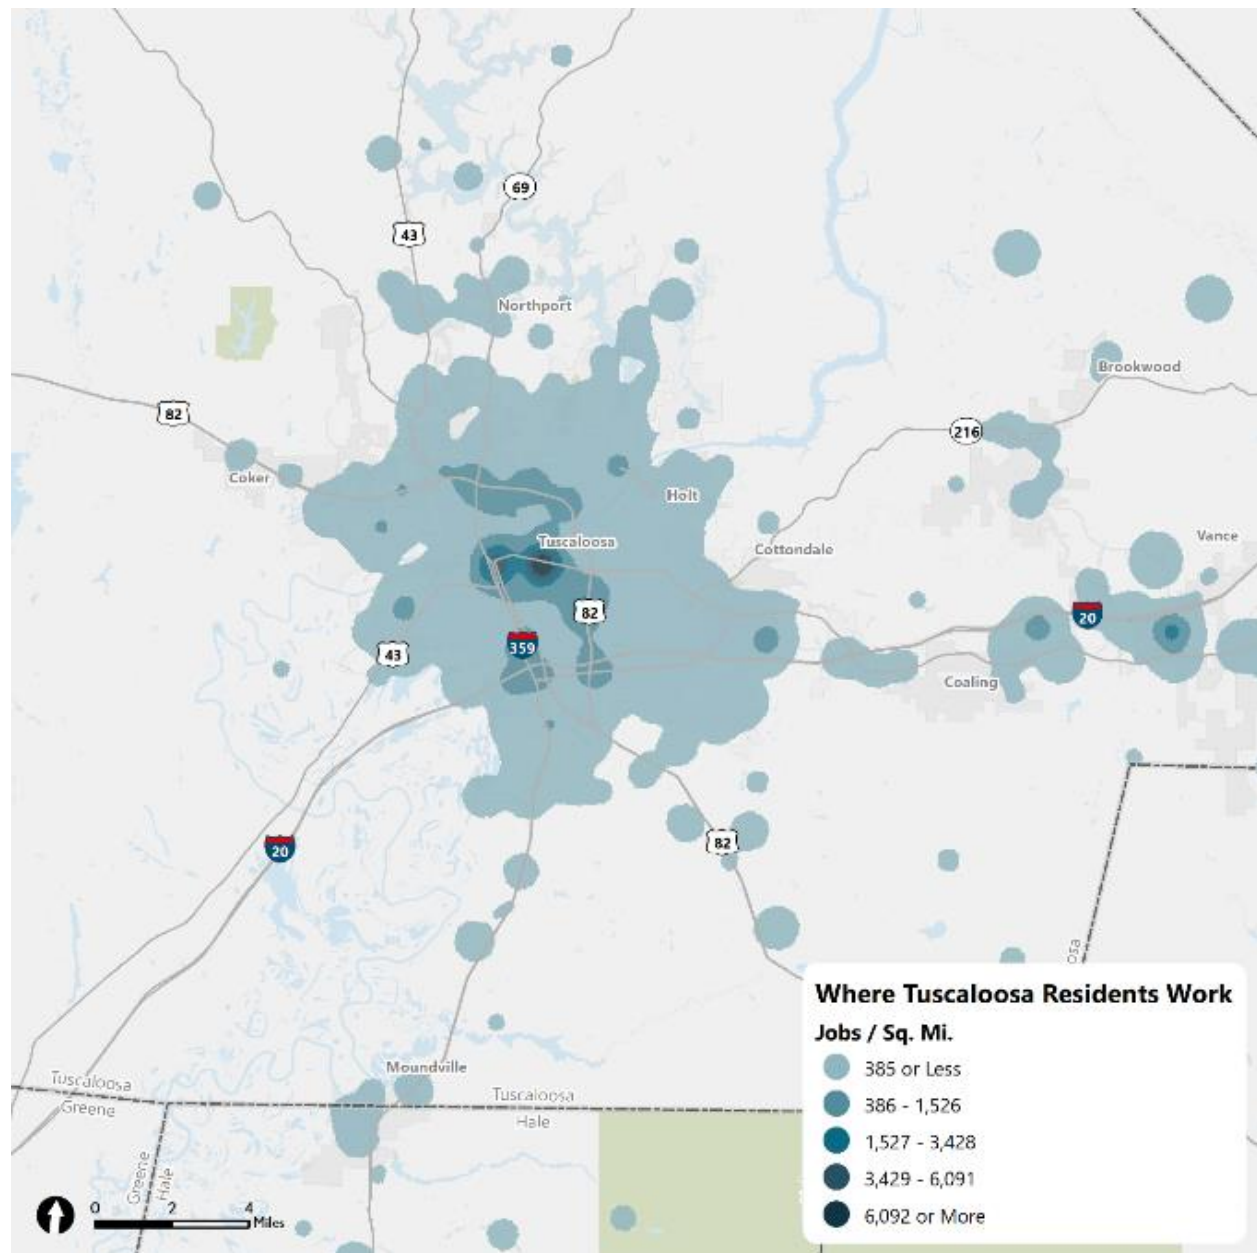 69
43
Northport
Brookwood
82
216
Coker
Holt
Tuscaloosa
Cottondale
Vance
82
20
359
43
Coaling
82
20
osa
Where Tuscaloosa Residents Work
Jobs / Sq. Mi.
385 or Less
386 - 1,526
1,527 - 3,428
3,429 - 6,091
6,092 or More
Moundville
Tuscaloosa
Greene
Tuscaloosa
Hale
Greene
Hale
0 2 4
Miles